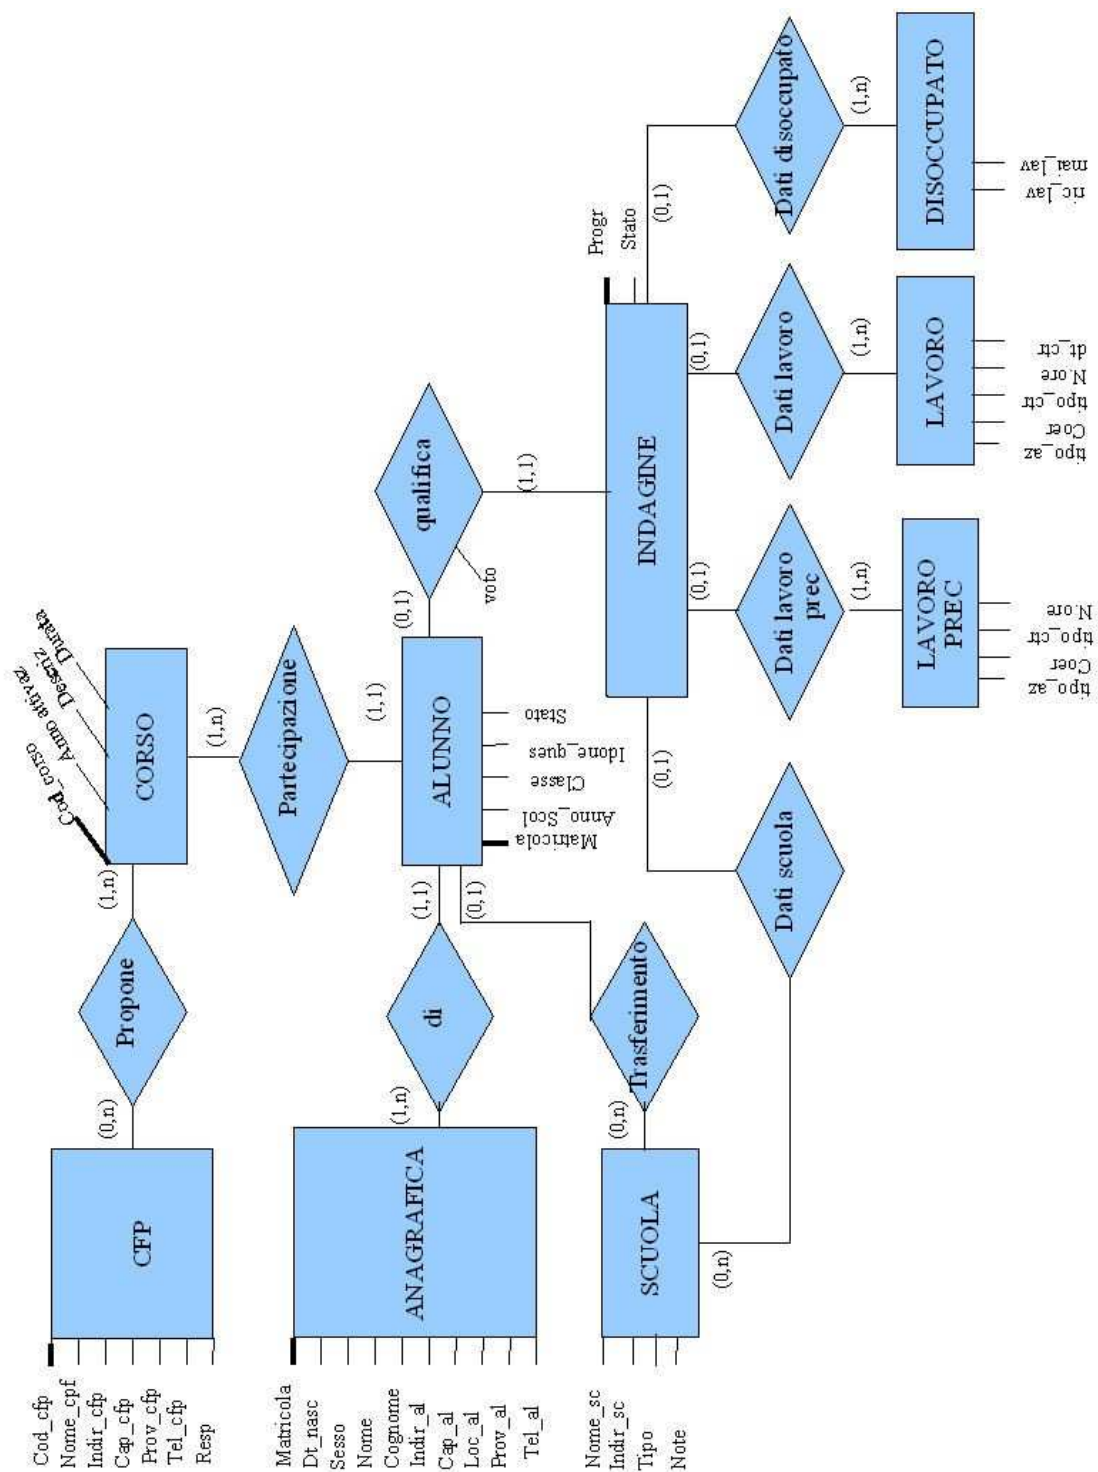 Cod_cfp
Nome_cpf
Indir_cfp
Cap_cfp
Prov_cfp
Tel_cfp
Resp
CFP
(0,n)
Propone
(1,n)
Cod_corso
Anno attivaz
Descriz
Durata
CORSO
(1,n)
Partecipazione
(1,1)
Matricola
Dt_nasc
Sesso
Nome
Cognome
Indir_al
Cap_al
Loc_al
Prov_al
Tel_al
ANAGRAFICA
(1,n)
di
(1,1)
(0,1)
ALUNNO
Matricola
Anno_Scol
Classe
Idone_ques
Stato
(0,1)
qualifica
voto
(1,1)
Nome_sc
Indir_sc
Tipo
Note
SCUOLA
(0,n)
Trasferimento
(0,n)
Dati scuola
(0,1)
INDAGINE
Progr
Stato
(0,1)
Dati lavoro
prec
(1,n)
LAVORO
PREC
tipo_az
Coer
tipo_ctr
N.ore
(0,1)
Dati lavoro
(1,n)
LAVORO
tipo_az
Coer
tipo_ctr
N.ore
dt_ctr
(0,1)
Dati disoccupato
(1,n)
DISOCCUPATO
ric_lav
mai_lav